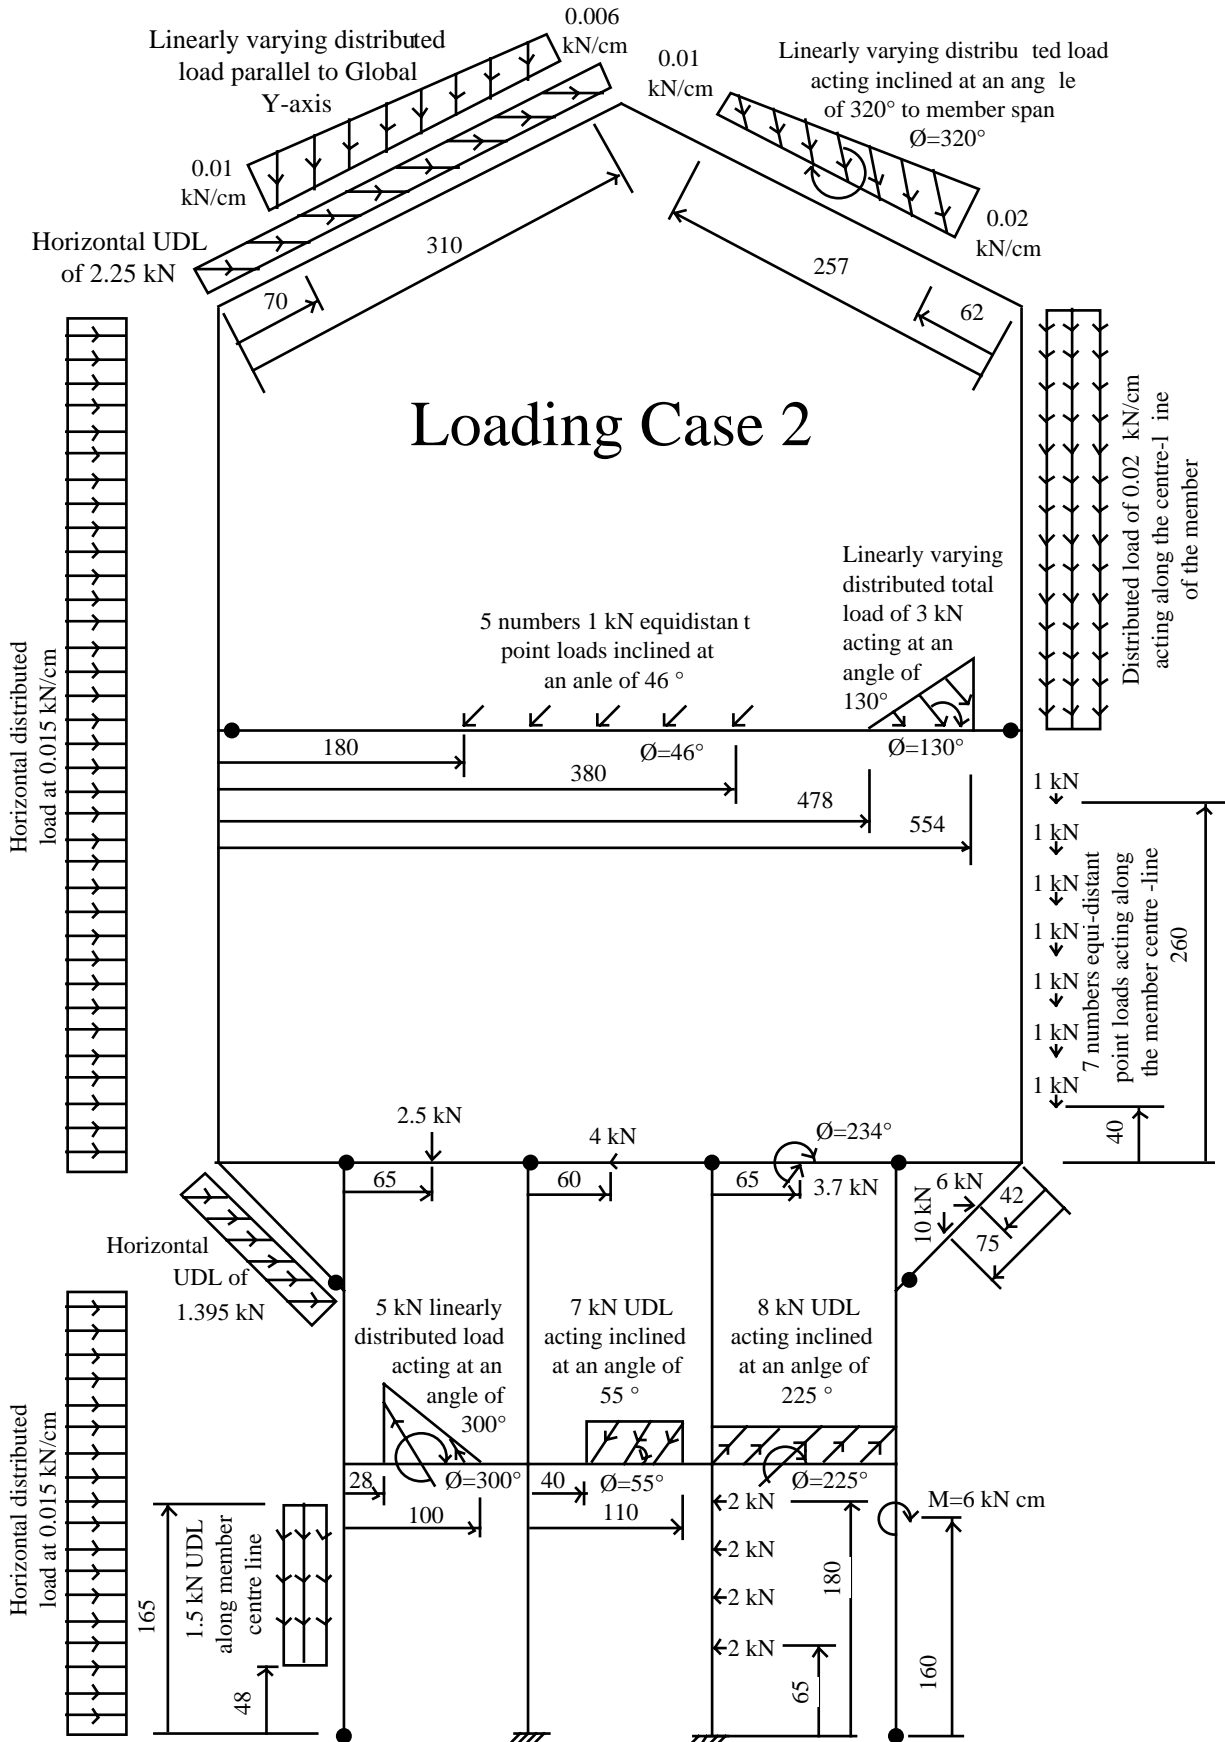 Linearly varying distributed
load parallel to Global
Y-axis
0.006
kN/cm
0.01
kN/cm
Linearly varying distribu ted load
acting inclined at an ang le
of 320° to member span
Ø=320°
0.01
kN/cm
0.02
kN/cm
Horizontal UDL
of 2.25 kN
310
70
257
62
Loading Case 2
Horizontal distributed
load at 0.015 kN/cm
Distributed load of 0.02 kN/cm
acting along the centre-l ine
of the member
5 numbers 1 kN equidistan t
point loads inclined at
an anle of 46 °
Linearly varying
distributed total
load of 3 kN
acting at an
angle of
130°
180
Ø=46°
Ø=130°
380
478
554
1 kN
1 kN
1 kN
1 kN
1 kN
1 kN
1 kN
7 numbers equi-distant
point loads acting along
the member centre -line
260
40
2.5 kN
4 kN
Ø=234°
65
60
65
3.7 kN
10 kN
6 kN
42
75
Horizontal
UDL of
1.395 kN
5 kN linearly
distributed load
acting at an
angle of
300°
7 kN UDL
acting inclined
at an angle of
55 °
8 kN UDL
acting inclined
at an anlge of
225 °
Horizontal distributed
load at 0.015 kN/cm
28
Ø=300°
40
Ø=55°
Ø=225°
100
110
2 kN
2 kN
2 kN
2 kN
M=6 kN cm
165
1.5 kN UDL
along member
centre line
48
180
65
160